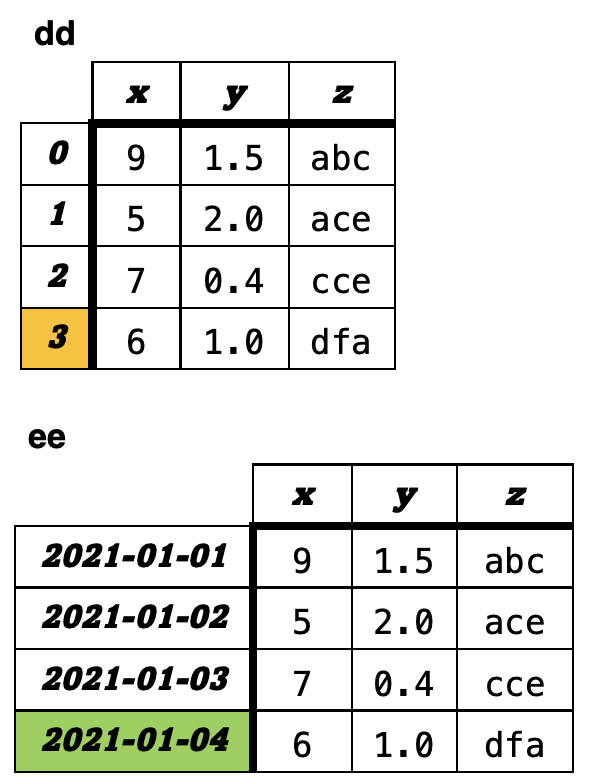 dd
x y z
0 9 1.5 abc
1 5 2.0 ace
2 7 0.4 cce
3 6 1.0 dfa
ee
x y z
2021-01-01 9 1.5 abc
2021-01-02 5 2.0 ace
2021-01-03 7 0.4 cce
2021-01-04 6 1.0 dfa